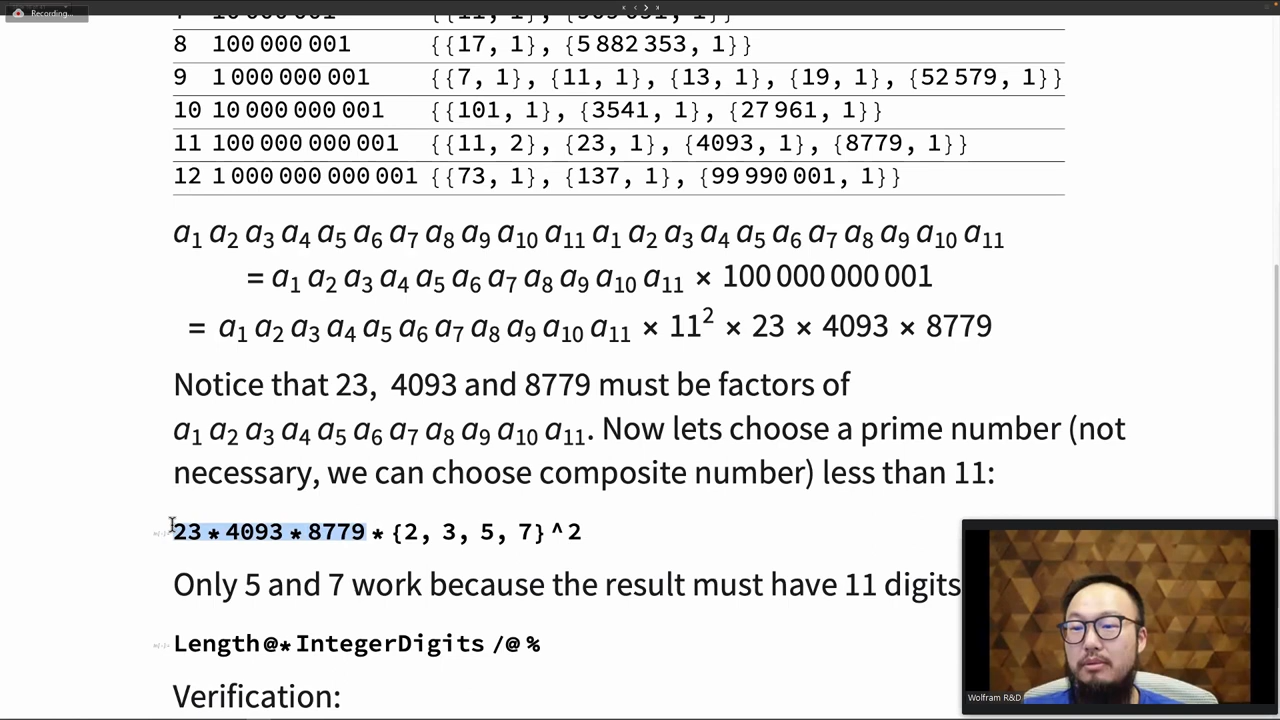 Recording...
8 100 000 001 {{17, 1}, {5 882 353, 1}}
9 1 000 000 001 {{7, 1}, {11, 1}, {13, 1}, {19, 1}, {52 579, 1}}
10 10 000 000 001 {{101, 1}, {3541, 1}, {27 961, 1}}
11 100 000 000 001 {{11, 2}, {23, 1}, {4093, 1}, {8779, 1}}
12 1 000 000 000 001 {{73, 1}, {137, 1}, {99 990 001, 1}}
a₁ a₂ a₃ a₄ a₅ a₆ a₇ a₈ a₉ a₁₀ a₁₁ a₁ a₂ a₃ a₄ a₅ a₆ a₇ a₈ a₉ a₁₀ a₁₁
= a₁ a₂ a₃ a₄ a₅ a₆ a₇ a₈ a₉ a₁₀ a₁₁ × 100 000 000 001
= a₁ a₂ a₃ a₄ a₅ a₆ a₇ a₈ a₉ a₁₀ a₁₁ × 11² × 23 × 4093 × 8779
Notice that 23, 4093 and 8779 must be factors of
a₁ a₂ a₃ a₄ a₅ a₆ a₇ a₈ a₉ a₁₀ a₁₁. Now lets choose a prime number (not
necessary, we can choose composite number) less than 11:
23 * 4093 * 8779 * {2, 3, 5, 7} ^ 2
Only 5 and 7 work because the result must have 11 digits
Length@*IntegerDigits /@ %
Verification:
Wolfram R&D